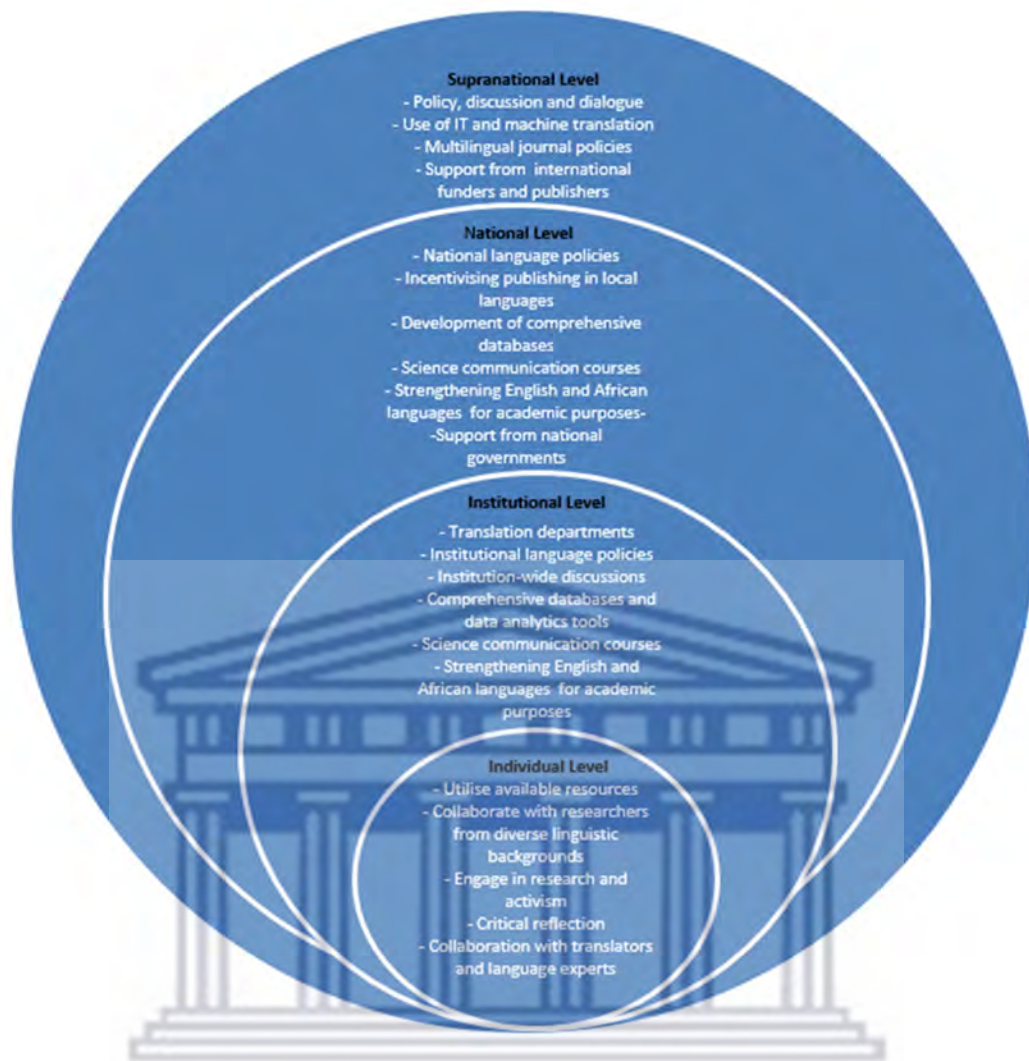 Supranational Level
- Policy, discussion and dialogue
- Use of IT and machine translation
- Multilingual journal policies
- Support from international
funders and publishers
National Level
- National language policies
- Incentivising publishing in local
languages
- Development of comprehensive
databases
- Science communication courses
- Strengthening English and African
languages for academic purposes-
-Support from national
governments
Institutional Level
- Translation departments
- Institutional language policies
- Institution-wide discussions
- Comprehensive databases and
data analytics tools
- Science communication courses
- Strengthening English and
African languages for academic
purposes
Individual Level
- Utilise available resources
- Collaborate with researchers
from diverse linguistic
backgrounds
- Engage in research and
activism
- Critical reflection
- Collaboration with translators
and language experts